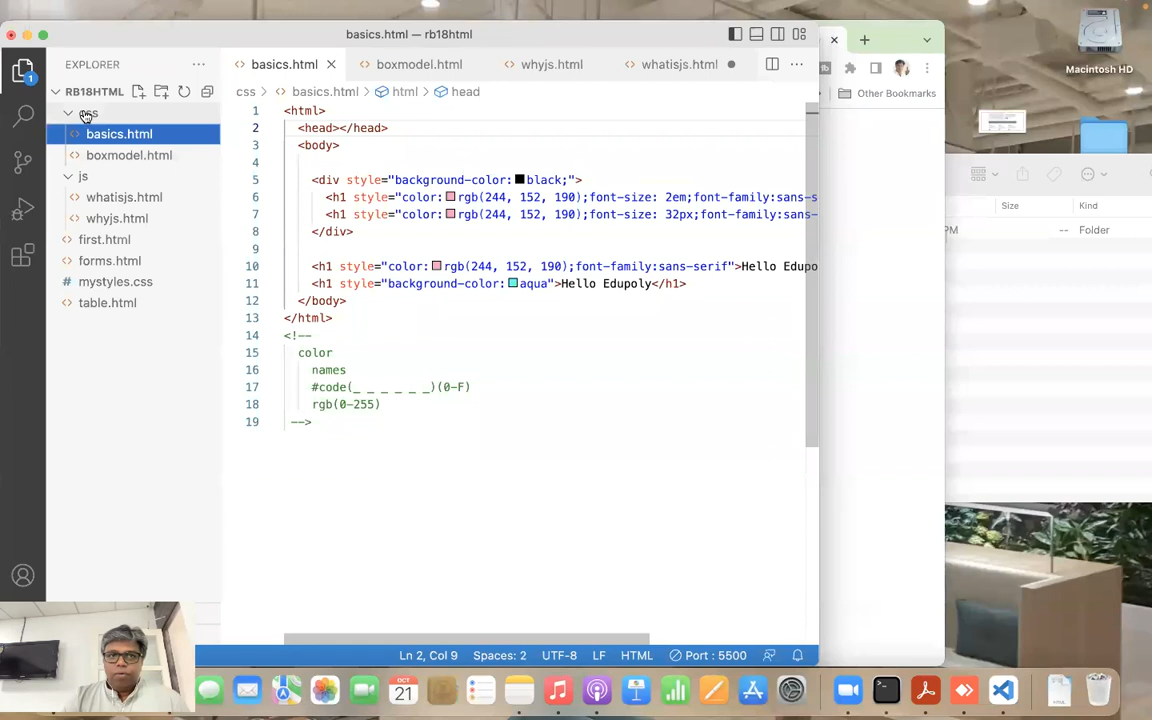 basics.html — rb18html
EXPLORER
basics.html
boxmodel.html
whyjs.html
whatisjs.html
RB18HTML
css > basics.html > html > head
css
basics.html
boxmodel.html
js
whatisjs.html
whyjs.html
first.html
forms.html
# mystyles.css
table.html
1
1 <html>
2 <head></head>
3 <body>
4
5 <div style="background-color:black;">
6 <h1 style="color:rgb(244, 152, 190);font-size: 2em;font-family:sans-s
7 <h1 style="color:rgb(244, 152, 190);font-size: 32px;font-family:sans-
8 </div>
9
10 <h1 style="color:rgb(244, 152, 190);font-family:sans-serif">Hello Edupo
11 <h1 style="background-color:aqua">Hello Edupoly</h1>
12 </body>
13 </html>
14 <!--
15 color
16 names
17 #code(_ _ _ _ _ _)(0-F)
18 rgb(0-255)
19 -->
Ln 2, Col 9 Spaces: 2 UTF-8 LF HTML Port : 5500
Other Bookmarks
Macintosh HD
Size Kind
PM -- Folder
OCT
21